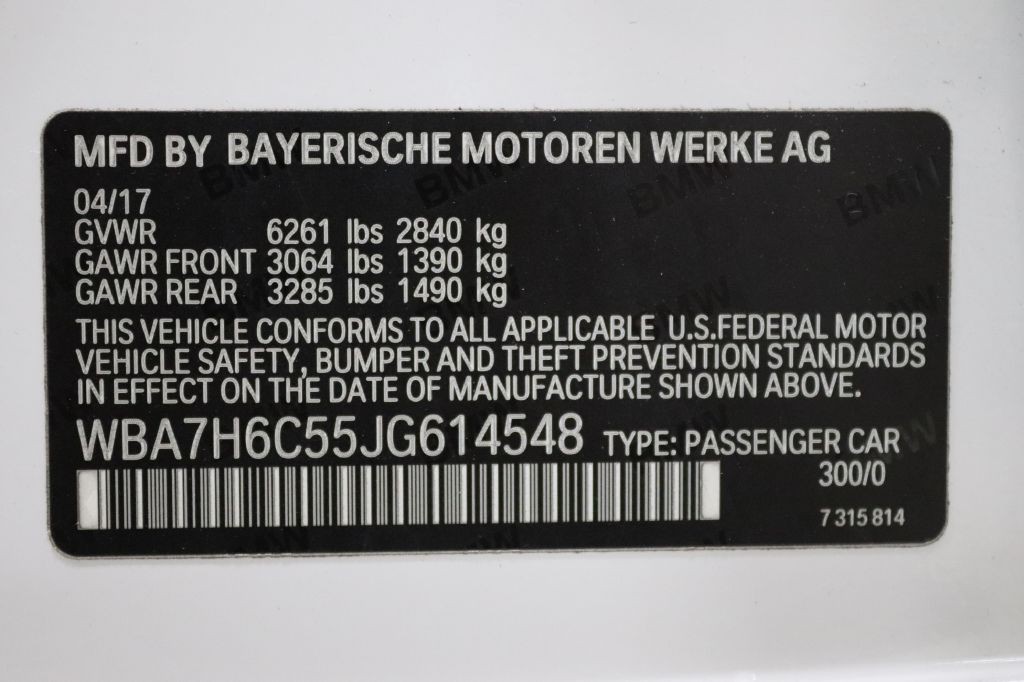 MFD BY BAYERISCHE MOTOREN WERKE AG
04/17
GVWR 6261 lbs 2840 kg
GAWR FRONT 3064 lbs 1390 kg
GAWR REAR 3285 lbs 1490 kg
THIS VEHICLE CONFORMS TO ALL APPLICABLE U.S.FEDERAL MOTOR
VEHICLE SAFETY, BUMPER AND THEFT PREVENTION STANDARDS
IN EFFECT ON THE DATE OF MANUFACTURE SHOWN ABOVE.
WBA7H6C55JG614548 TYPE: PASSENGER CAR
300/0
7 315 814